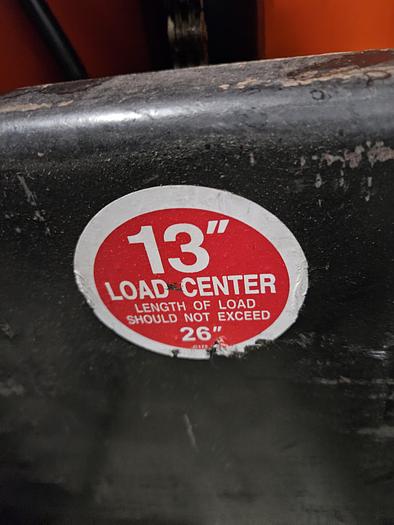 13"
LOAD CENTER
LENGTH OF LOAD
SHOULD NOT EXCEED
26"